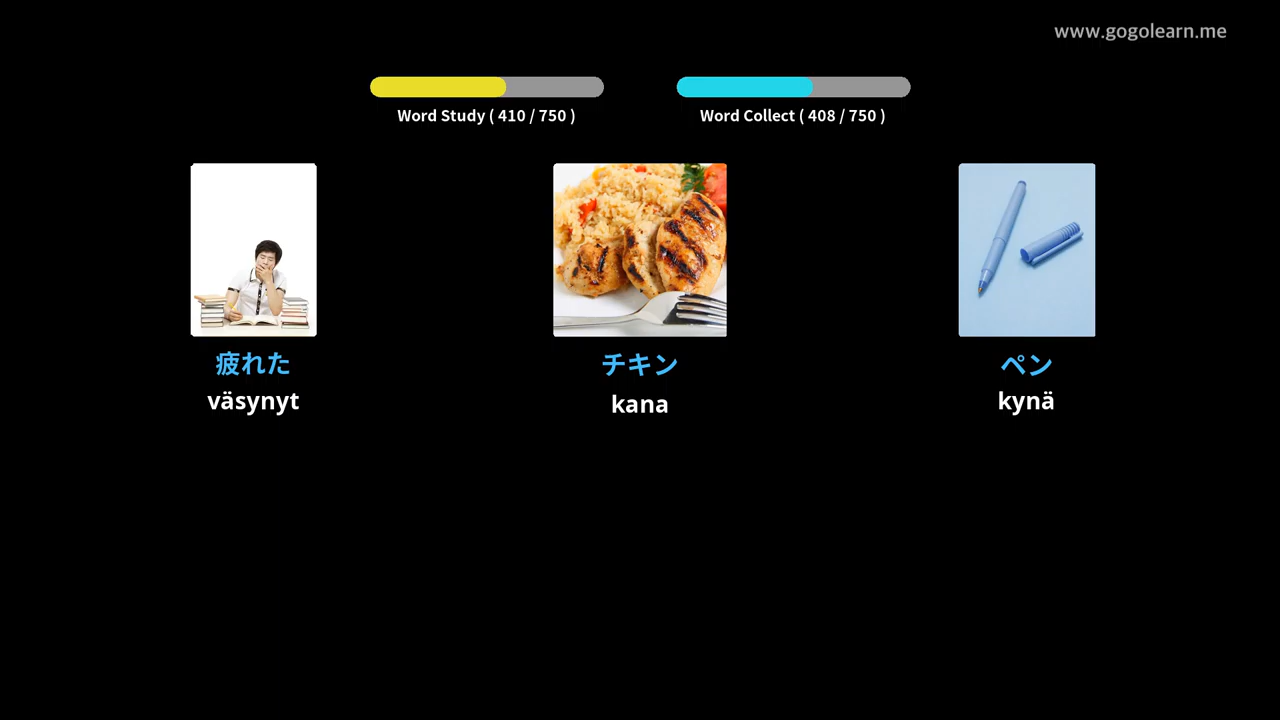 www.gogolearn.me
Word Study ( 410 / 750 )
Word Collect ( 408 / 750 )
疲れた
väsynyt
チキン
kana
ペン
kynä